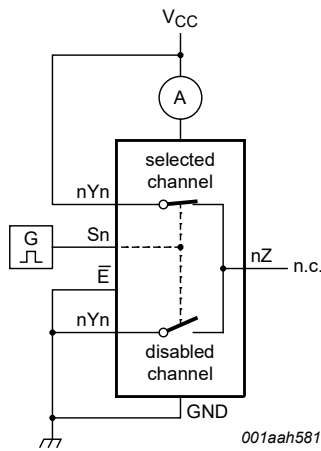 VCC
A
selected
channel
nYn
G
Sn
nZ
n.c.
E
nYn
disabled
channel
GND
001aah581